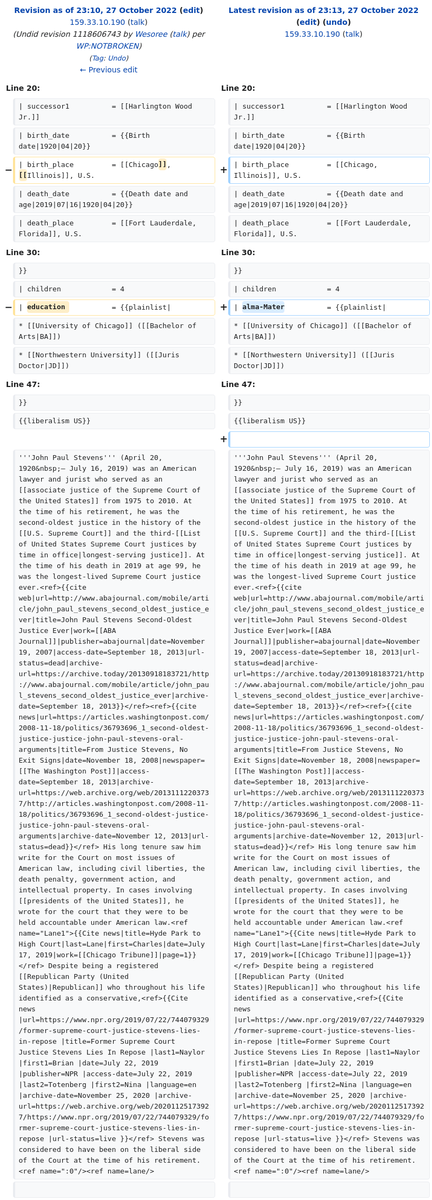 Revision as of 23:10, 27 October 2022 (edit)
159.33.10.190 (talk)
(Undid revision 1118606743 by Wesoree (talk) per
WP:NOTBROKEN)
(Tag: Undo)
← Previous edit
Latest revision as of 23:13, 27 October 2022
(edit) (undo)
159.33.10.190 (talk)
Line 20:
Line 20:
| successor1 = [[Harlington Wood
Jr.]]
| successor1 = [[Harlington Wood
Jr.]]
| birth_date = {{Birth
date|1920|04|20}}
| birth_date = {{Birth
date|1920|04|20}}
− | birth_place = [[Chicago]],
[[Illinois]], U.S.
+ | birth_place = [[Chicago,
Illinois]], U.S.
| death_date = {{Death date and
age|2019|07|16|1920|04|20}}
| death_date = {{Death date and
age|2019|07|16|1920|04|20}}
| death_place = [[Fort Lauderdale,
Florida]], U.S.
| death_place = [[Fort Lauderdale,
Florida]], U.S.
Line 30:
Line 30:
}}
}}
| children = 4
| children = 4
− | education = {{plainlist|
+ | alma-Mater = {{plainlist|
* [[University of Chicago]] ([[Bachelor of
Arts|BA]])
* [[University of Chicago]] ([[Bachelor of
Arts|BA]])
* [[Northwestern University]] ([[Juris
Doctor|JD]])
* [[Northwestern University]] ([[Juris
Doctor|JD]])
Line 47:
Line 47:
}}
}}
{{liberalism US}}
{{liberalism US}}
+
'''John Paul Stevens''' (April 20,
1920&nbsp;– July 16, 2019) was an American
lawyer and jurist who served as an
[[associate justice of the Supreme Court of
the United States]] from 1975 to 2010. At
the time of his retirement, he was the
second-oldest justice in the history of the
[[U.S. Supreme Court]] and the third-[[List
of United States Supreme Court justices by
time in office|longest-serving justice]]. At
the time of his death in 2019 at age 99, he
was the longest-lived Supreme Court justice
ever.<ref>{{cite
web|url=http://www.abajournal.com/mobile/arti
cle/john_paul_stevens_second_oldest_justice_e
ver|title=John Paul Stevens Second-Oldest
Justice Ever|work=[[ABA
Journal]]|publisher=abajournal|date=November
19, 2007|access-date=September 18, 2013|url-
status=dead|archive-
url=https://archive.today/20130918183721/http
://www.abajournal.com/mobile/article/john_pau
l_stevens_second_oldest_justice_ever|archive-
date=September 18, 2013}}</ref><ref>{{cite
news|url=https://articles.washingtonpost.com/
2008-11-18/politics/36793696_1_second-oldest-
justice-justice-john-paul-stevens-oral-
arguments|title=From Justice Stevens, No
Exit Signs|date=November 18, 2008|newspaper=
[[The Washington Post]]|access-
date=September 18, 2013|archive-
url=https://web.archive.org/web/2013111220373
7/http://articles.washingtonpost.com/2008-11-
18/politics/36793696_1_second-oldest-justice-
justice-john-paul-stevens-oral-
arguments|archive-date=November 12, 2013|url-
status=dead}}</ref> His long tenure saw him
write for the Court on most issues of
American law, including civil liberties, the
death penalty, government action, and
intellectual property. In cases involving
[[presidents of the United States]], he
wrote for the court that they were to be
held accountable under American law.<ref
name="Lane1">{{Cite news|title=Hyde Park to
High Court|last=Lane|first=Charles|date=July
17, 2019|work=[[Chicago Tribune]]|page=1}}
</ref> Despite being a registered
[[Republican Party (United
States)|Republican]] who throughout his life
identified as a conservative,<ref>{{Cite
news
|url=https://www.npr.org/2019/07/22/744079329
/former-supreme-court-justice-stevens-lies-
in-repose |title=Former Supreme Court
Justice Stevens Lies In Repose |last1=Naylor
|first1=Brian |date=July 22, 2019
|publisher=NPR |access-date=July 22, 2019
|last2=Totenberg |first2=Nina |language=en
|archive-date=November 25, 2020 |archive-
url=https://web.archive.org/web/2020112517392
7/https://www.npr.org/2019/07/22/744079329/fo
rmer-supreme-court-justice-stevens-lies-in-
repose |url-status=live }}</ref> Stevens was
considered to have been on the liberal side
of the Court at the time of his retirement.
<ref name=":0"/><ref name=lane/>
'''John Paul Stevens''' (April 20,
1920&nbsp;– July 16, 2019) was an American
lawyer and jurist who served as an
[[associate justice of the Supreme Court of
the United States]] from 1975 to 2010. At
the time of his retirement, he was the
second-oldest justice in the history of the
[[U.S. Supreme Court]] and the third-[[List
of United States Supreme Court justices by
time in office|longest-serving justice]]. At
the time of his death in 2019 at age 99, he
was the longest-lived Supreme Court justice
ever.<ref>{{cite
web|url=http://www.abajournal.com/mobile/arti
cle/john_paul_stevens_second_oldest_justice_e
ver|title=John Paul Stevens Second-Oldest
Justice Ever|work=[[ABA
Journal]]|publisher=abajournal|date=November
19, 2007|access-date=September 18, 2013|url-
status=dead|archive-
url=https://archive.today/20130918183721/http
://www.abajournal.com/mobile/article/john_pau
l_stevens_second_oldest_justice_ever|archive-
date=September 18, 2013}}</ref><ref>{{cite
news|url=https://articles.washingtonpost.com/
2008-11-18/politics/36793696_1_second-oldest-
justice-justice-john-paul-stevens-oral-
arguments|title=From Justice Stevens, No
Exit Signs|date=November 18, 2008|newspaper=
[[The Washington Post]]|access-
date=September 18, 2013|archive-
url=https://web.archive.org/web/2013111220373
7/http://articles.washingtonpost.com/2008-11-
18/politics/36793696_1_second-oldest-justice-
justice-john-paul-stevens-oral-
arguments|archive-date=November 12, 2013|url-
status=dead}}</ref> His long tenure saw him
write for the Court on most issues of
American law, including civil liberties, the
death penalty, government action, and
intellectual property. In cases involving
[[presidents of the United States]], he
wrote for the court that they were to be
held accountable under American law.<ref
name="Lane1">{{Cite news|title=Hyde Park to
High Court|last=Lane|first=Charles|date=July
17, 2019|work=[[Chicago Tribune]]|page=1}}
</ref> Despite being a registered
[[Republican Party (United
States)|Republican]] who throughout his life
identified as a conservative,<ref>{{Cite
news
|url=https://www.npr.org/2019/07/22/744079329
/former-supreme-court-justice-stevens-lies-
in-repose |title=Former Supreme Court
Justice Stevens Lies In Repose |last1=Naylor
|first1=Brian |date=July 22, 2019
|publisher=NPR |access-date=July 22, 2019
|last2=Totenberg |first2=Nina |language=en
|archive-date=November 25, 2020 |archive-
url=https://web.archive.org/web/2020112517392
7/https://www.npr.org/2019/07/22/744079329/fo
rmer-supreme-court-justice-stevens-lies-in-
repose |url-status=live }}</ref> Stevens was
considered to have been on the liberal side
of the Court at the time of his retirement.
<ref name=":0"/><ref name=lane/>